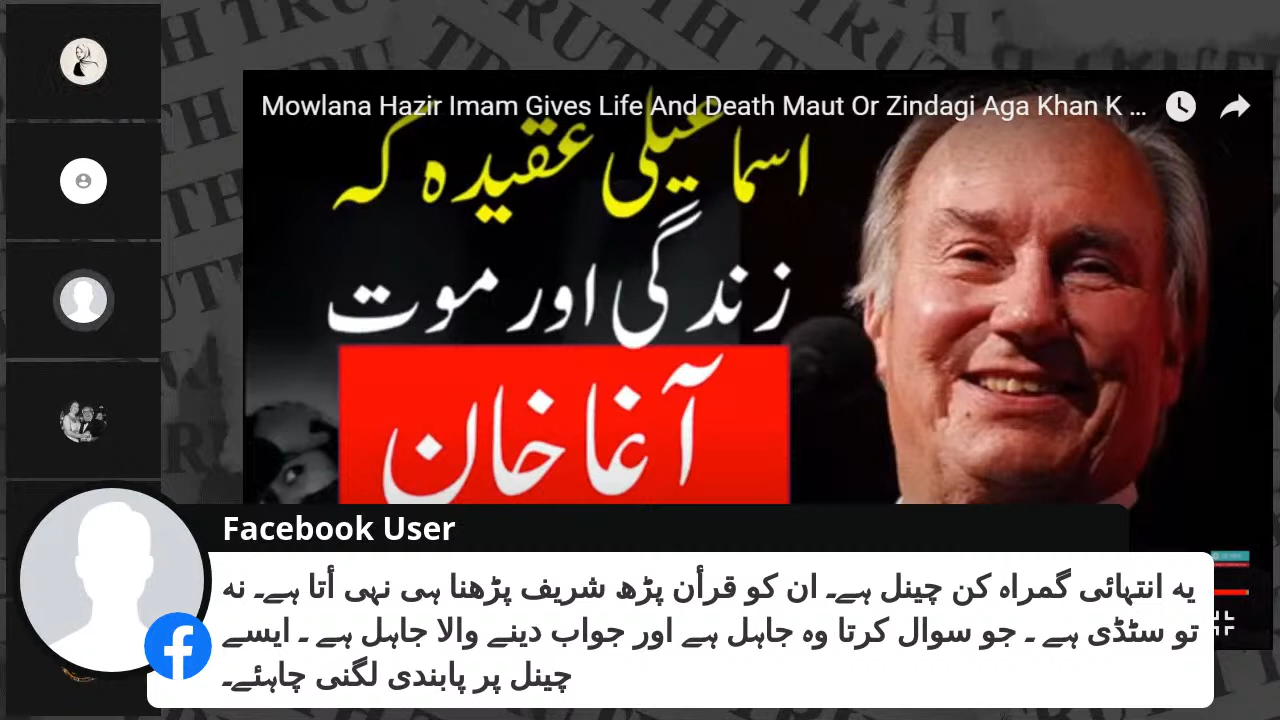 Mowlana Hazir Imam Gives Life And Death Maut Or Zindagi Aga Khan K ...
اسماعیلی عقیدہ کہ
زندگی اور موت
آغا خان
Facebook User
یه انتہائی گمراہ کن چینل ہے۔ ان کو قرأن پڑھ شریف پڑھنا ہی نہی أتا ہے۔ نه
تو سٹڈی ہے ۔ جو سوال کرتا وہ جاہل ہے اور جواب دینے والا جاہل ہے ۔ ایسے
چینل پر پابندی لگنی چاہئے۔